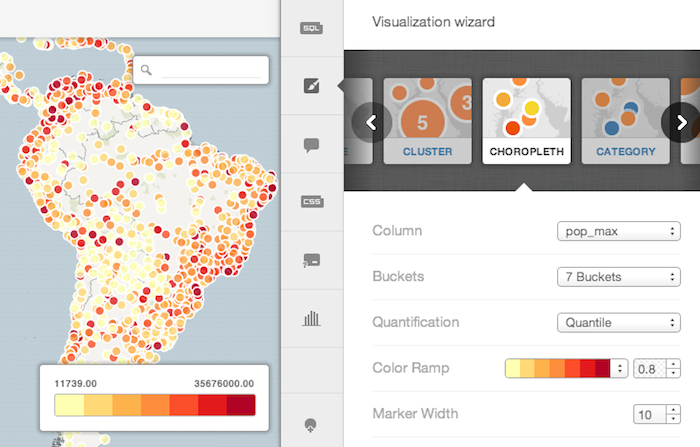 SQL
Visualization wizard
5
3
E
CLUSTER
CHOROPLETH
CATEGORY
CSS
?
Column
pop_max
Buckets
7 Buckets
Quantification
Quantile
Color Ramp
0.8
Marker Width
10
11739.00
35676000.00